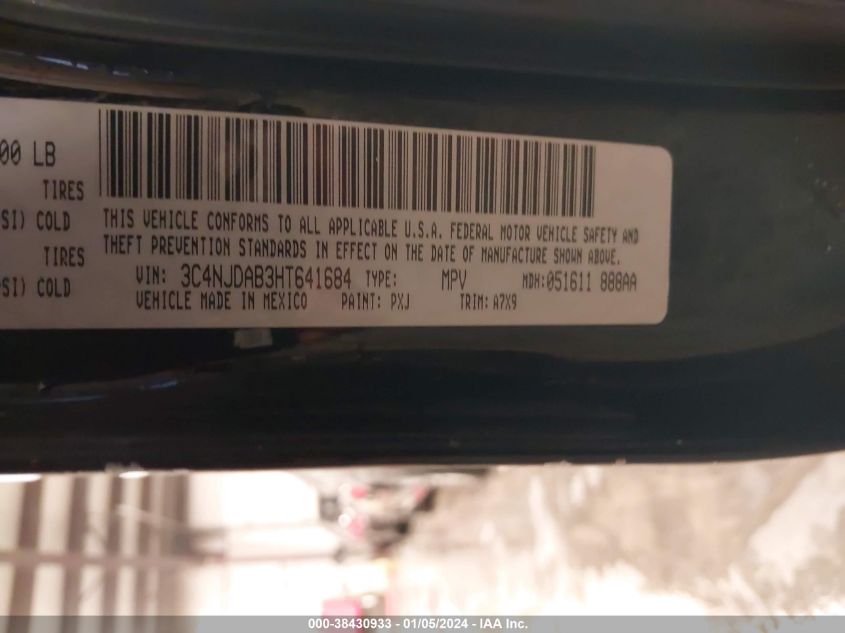 00 LB
TIRES
SI) COLD
TIRES
SI) COLD
THIS VEHICLE CONFORMS TO ALL APPLICABLE U.S.A. FEDERAL MOTOR VEHICLE SAFETY AND
THEFT PREVENTION STANDARDS IN EFFECT ON THE DATE OF MANUFACTURE SHOWN ABOVE.
VIN: 3C4NJDAB3HT641684 TYPE: MPV MDH:051611 888AA
VEHICLE MADE IN MEXICO PAINT: PXJ TRIM: A7X9
000-38430933 - 01/05/2024 - IAA Inc.